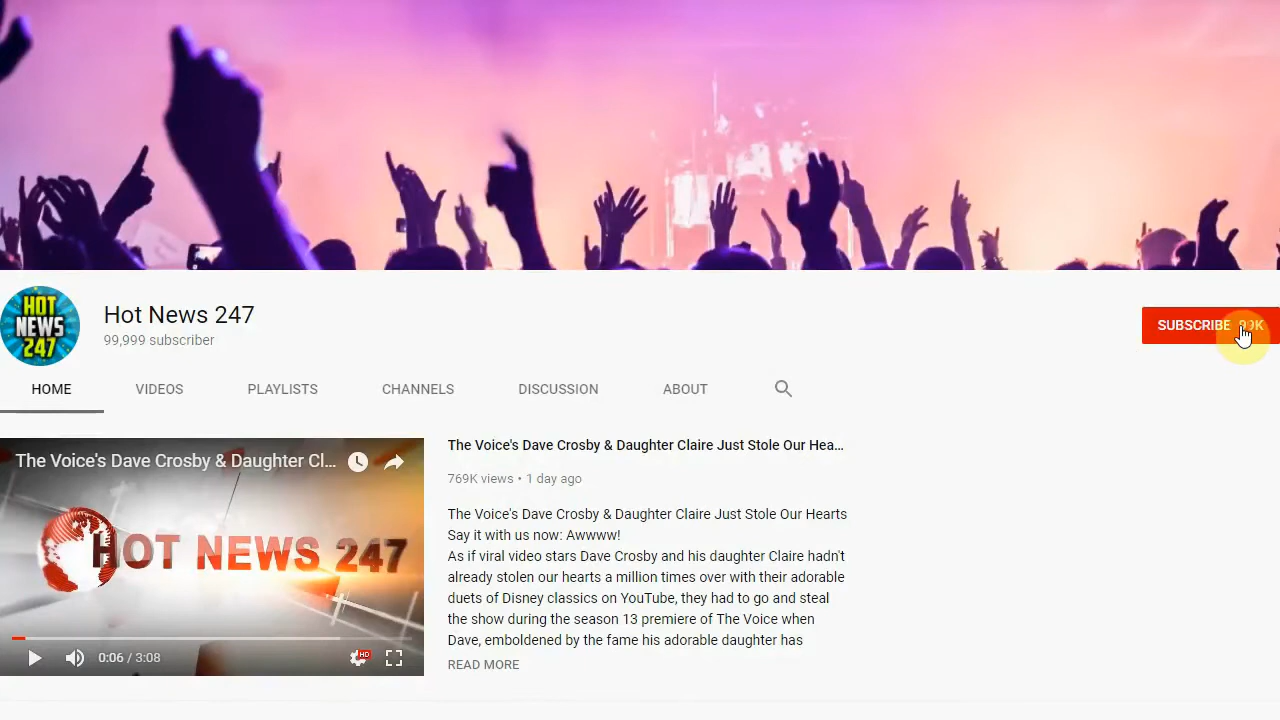 Hot News 247
99,999 subscriber
HOT
NEWS
247
SUBSCRIBE 99K
HOME
VIDEOS
PLAYLISTS
CHANNELS
DISCUSSION
ABOUT
The Voice's Dave Crosby & Daughter Cl...
HOT NEWS 247
HD
0:06 / 3:08
The Voice's Dave Crosby & Daughter Claire Just Stole Our Hea...
769K views • 1 day ago
The Voice's Dave Crosby & Daughter Claire Just Stole Our Hearts
Say it with us now: Awwww!
As if viral video stars Dave Crosby and his daughter Claire hadn't
already stolen our hearts a million times over with their adorable
duets of Disney classics on YouTube, they had to go and steal
the show during the season 13 premiere of The Voice when
Dave, emboldened by the fame his adorable daughter has
READ MORE